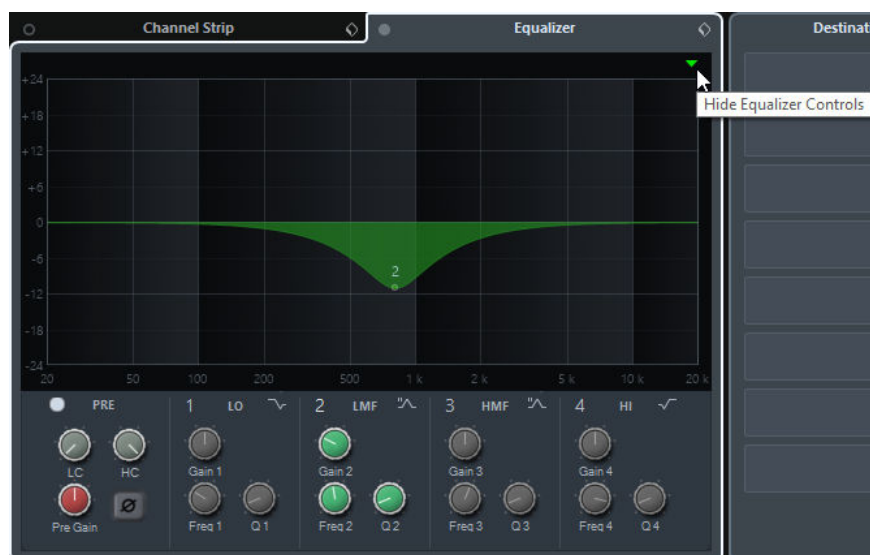 Channel Strip
Equalizer
Destinat
Hide Equalizer Controls
+24
+18
+12
+6
0
-6
-12
-18
-24
2
20 50 100 200 500 1 k 2 k 5 k 10 k 20 k
PRE 1 LO 2 LMF 3 HMF 4 HI
LC HC Gain 1 Gain 2 Gain 3 Gain 4
Pre Gain Ø Freq 1 Q 1 Freq 2 Q 2 Freq 3 Q 3 Freq 4 Q 4